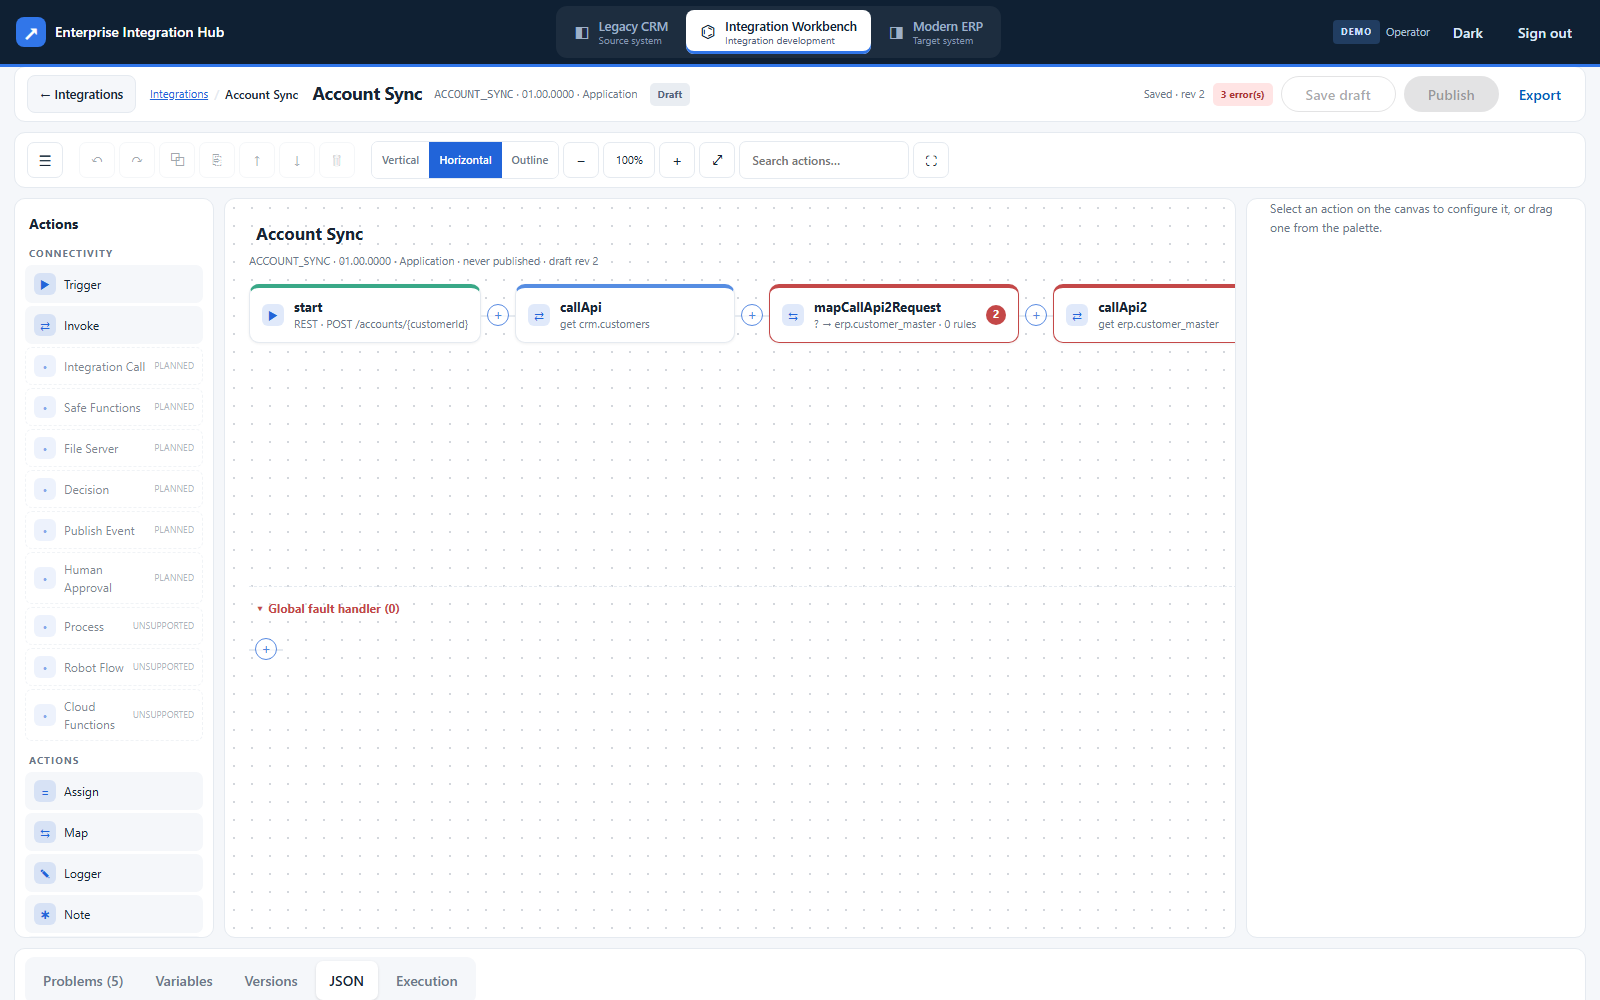 Enterprise Integration Hub
Legacy CRM
Source system
Integration Workbench
Integration development
Modern ERP
Target system
DEMO
Operator
Dark
Sign out
← Integrations
Integrations / Account Sync
Account Sync
ACCOUNT_SYNC · 01.00.0000 · Application
Draft
Saved · rev 2
3 error(s)
Save draft
Publish
Export
Vertical
Horizontal
Outline
−
100%
+
Search actions...
Actions
CONNECTIVITY
Trigger
Invoke
Integration Call PLANNED
Safe Functions PLANNED
File Server PLANNED
Decision PLANNED
Publish Event PLANNED
Human Approval PLANNED
Process UNSUPPORTED
Robot Flow UNSUPPORTED
Cloud Functions UNSUPPORTED
ACTIONS
Assign
Map
Logger
Note
Account Sync
ACCOUNT_SYNC · 01.00.0000 · Application · never published · draft rev 2
start
REST · POST /accounts/{customerId}
+
callApi
get crm.customers
+
mapCallApi2Request
? → erp.customer_master · 0 rules
2
+
callApi2
get erp.customer_master
Global fault handler (0)
+
Select an action on the canvas to configure it, or drag
one from the palette.
Problems (5)
Variables
Versions
JSON
Execution